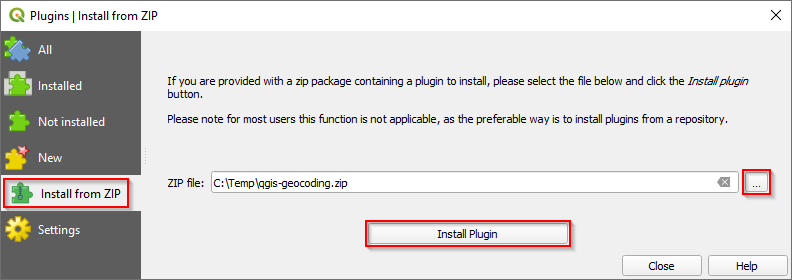 Plugins | Install from ZIP
All
Installed
Not installed
New
Install from ZIP
Settings
If you are provided with a zip package containing a plugin to install, please select the file below and click the Install plugin
button.
Please note for most users this function is not applicable, as the preferable way is to install plugins from a repository.
ZIP file: C:\Temp\qgis-geocoding.zip ...
Install Plugin
Close Help